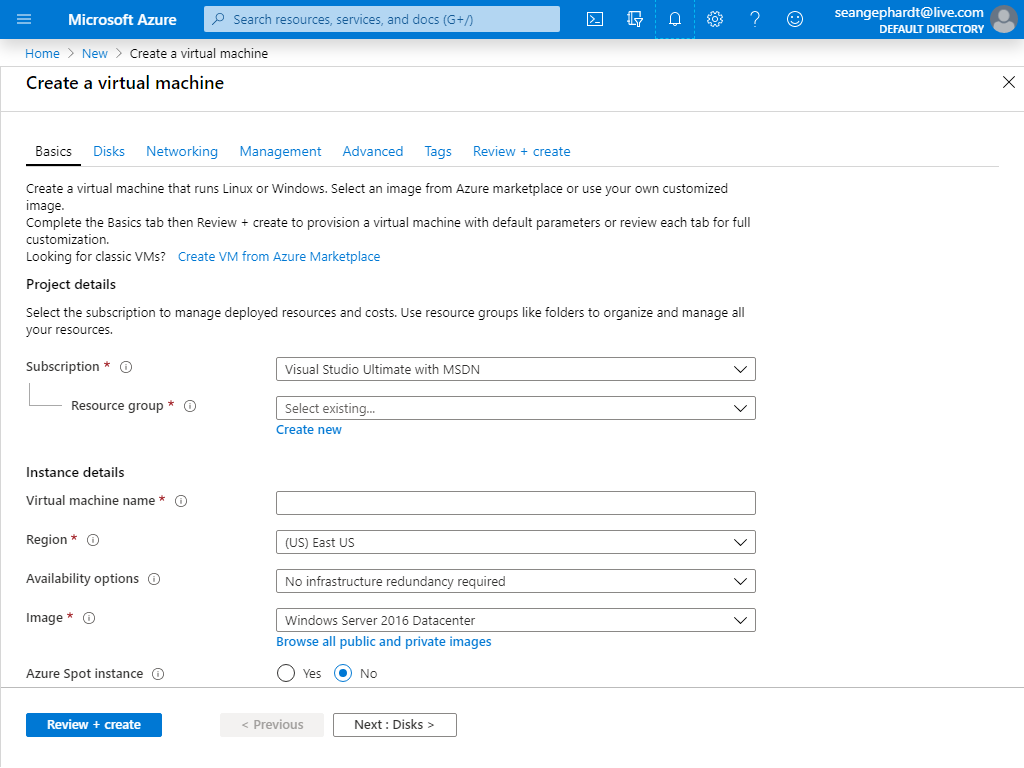 Microsoft Azure
Search resources, services, and docs (G+/)
seangephardt@live.com
DEFAULT DIRECTORY
Home > New > Create a virtual machine
Create a virtual machine
Basics Disks Networking Management Advanced Tags Review + create
Create a virtual machine that runs Linux or Windows. Select an image from Azure marketplace or use your own customized
image.
Complete the Basics tab then Review + create to provision a virtual machine with default parameters or review each tab for full
customization.
Looking for classic VMs? Create VM from Azure Marketplace
Project details
Select the subscription to manage deployed resources and costs. Use resource groups like folders to organize and manage all
your resources.
Subscription * Visual Studio Ultimate with MSDN
Resource group * Select existing...
Create new
Instance details
Virtual machine name *
Region * (US) East US
Availability options No infrastructure redundancy required
Image * Windows Server 2016 Datacenter
Browse all public and private images
Azure Spot instance Yes No
Review + create < Previous Next : Disks >